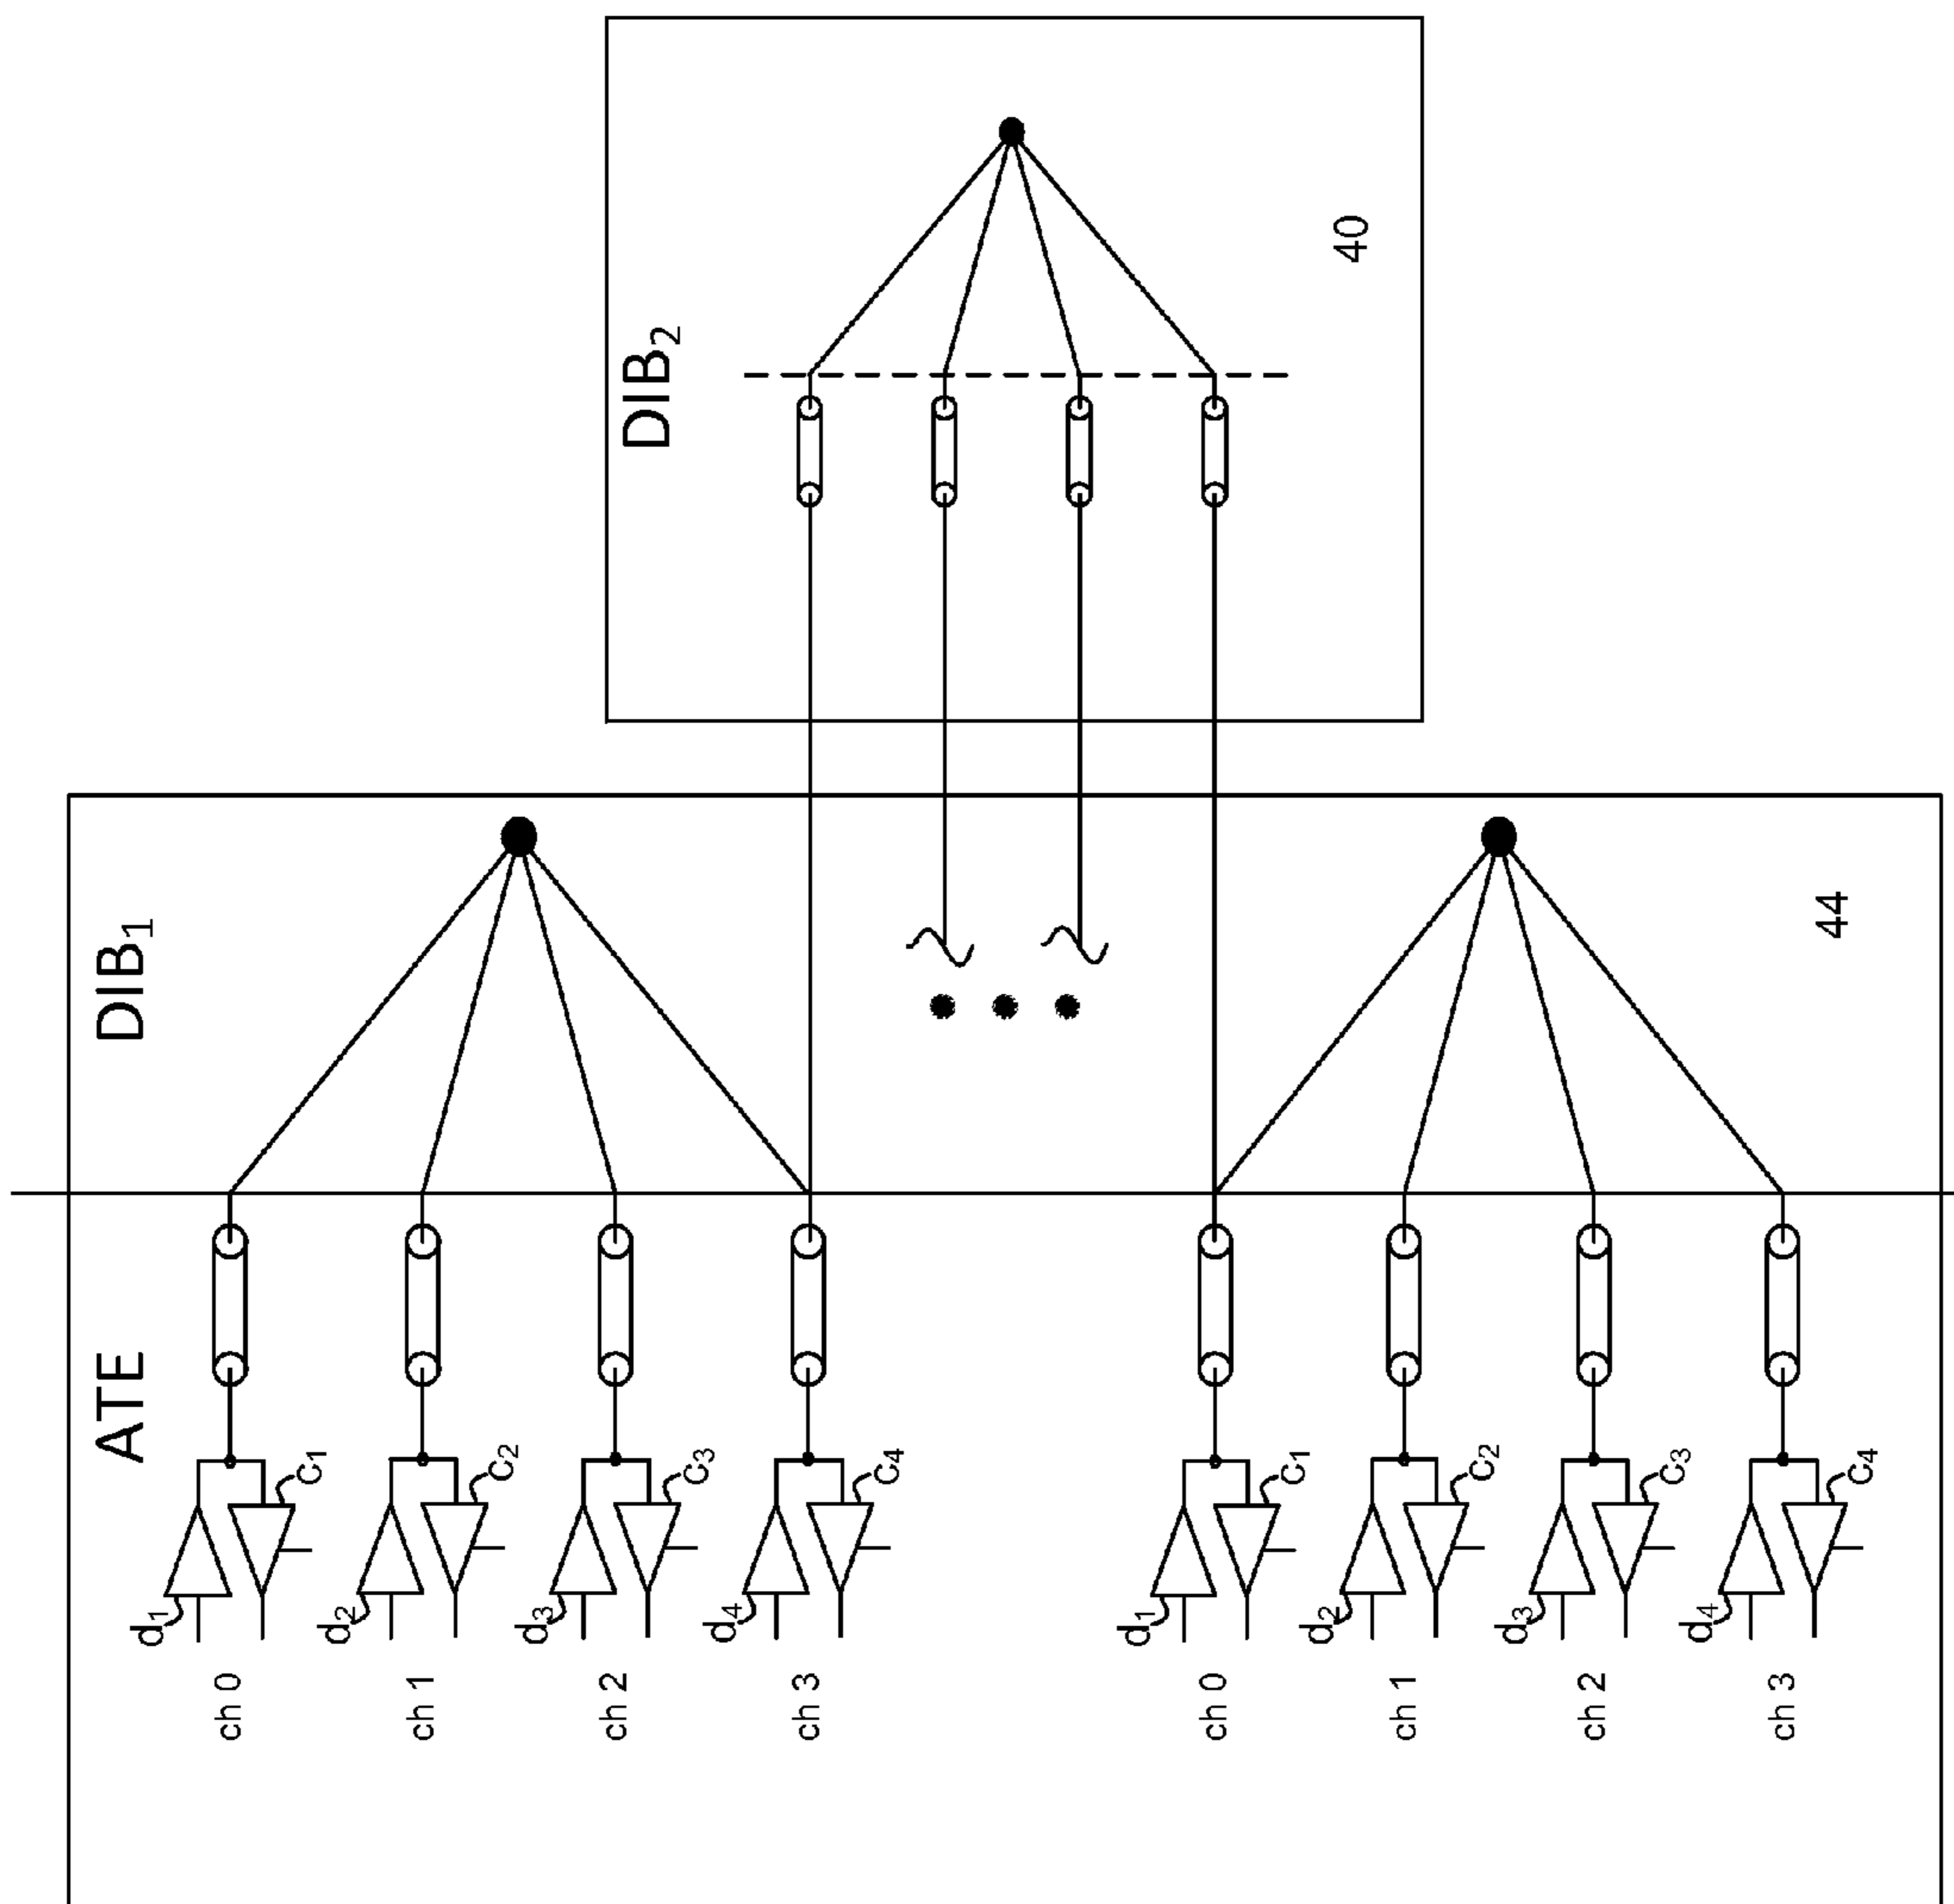 DIB₂
40
DIB₁
44
ATE
C₁
C₂
C₃
C₄
C₁
C₂
C₃
C₄
d₁
d₂
d₃
d₄
d₁
d₂
d₃
d₄
ch 0
ch 1
ch 2
ch 3
ch 0
ch 1
ch 2
ch 3